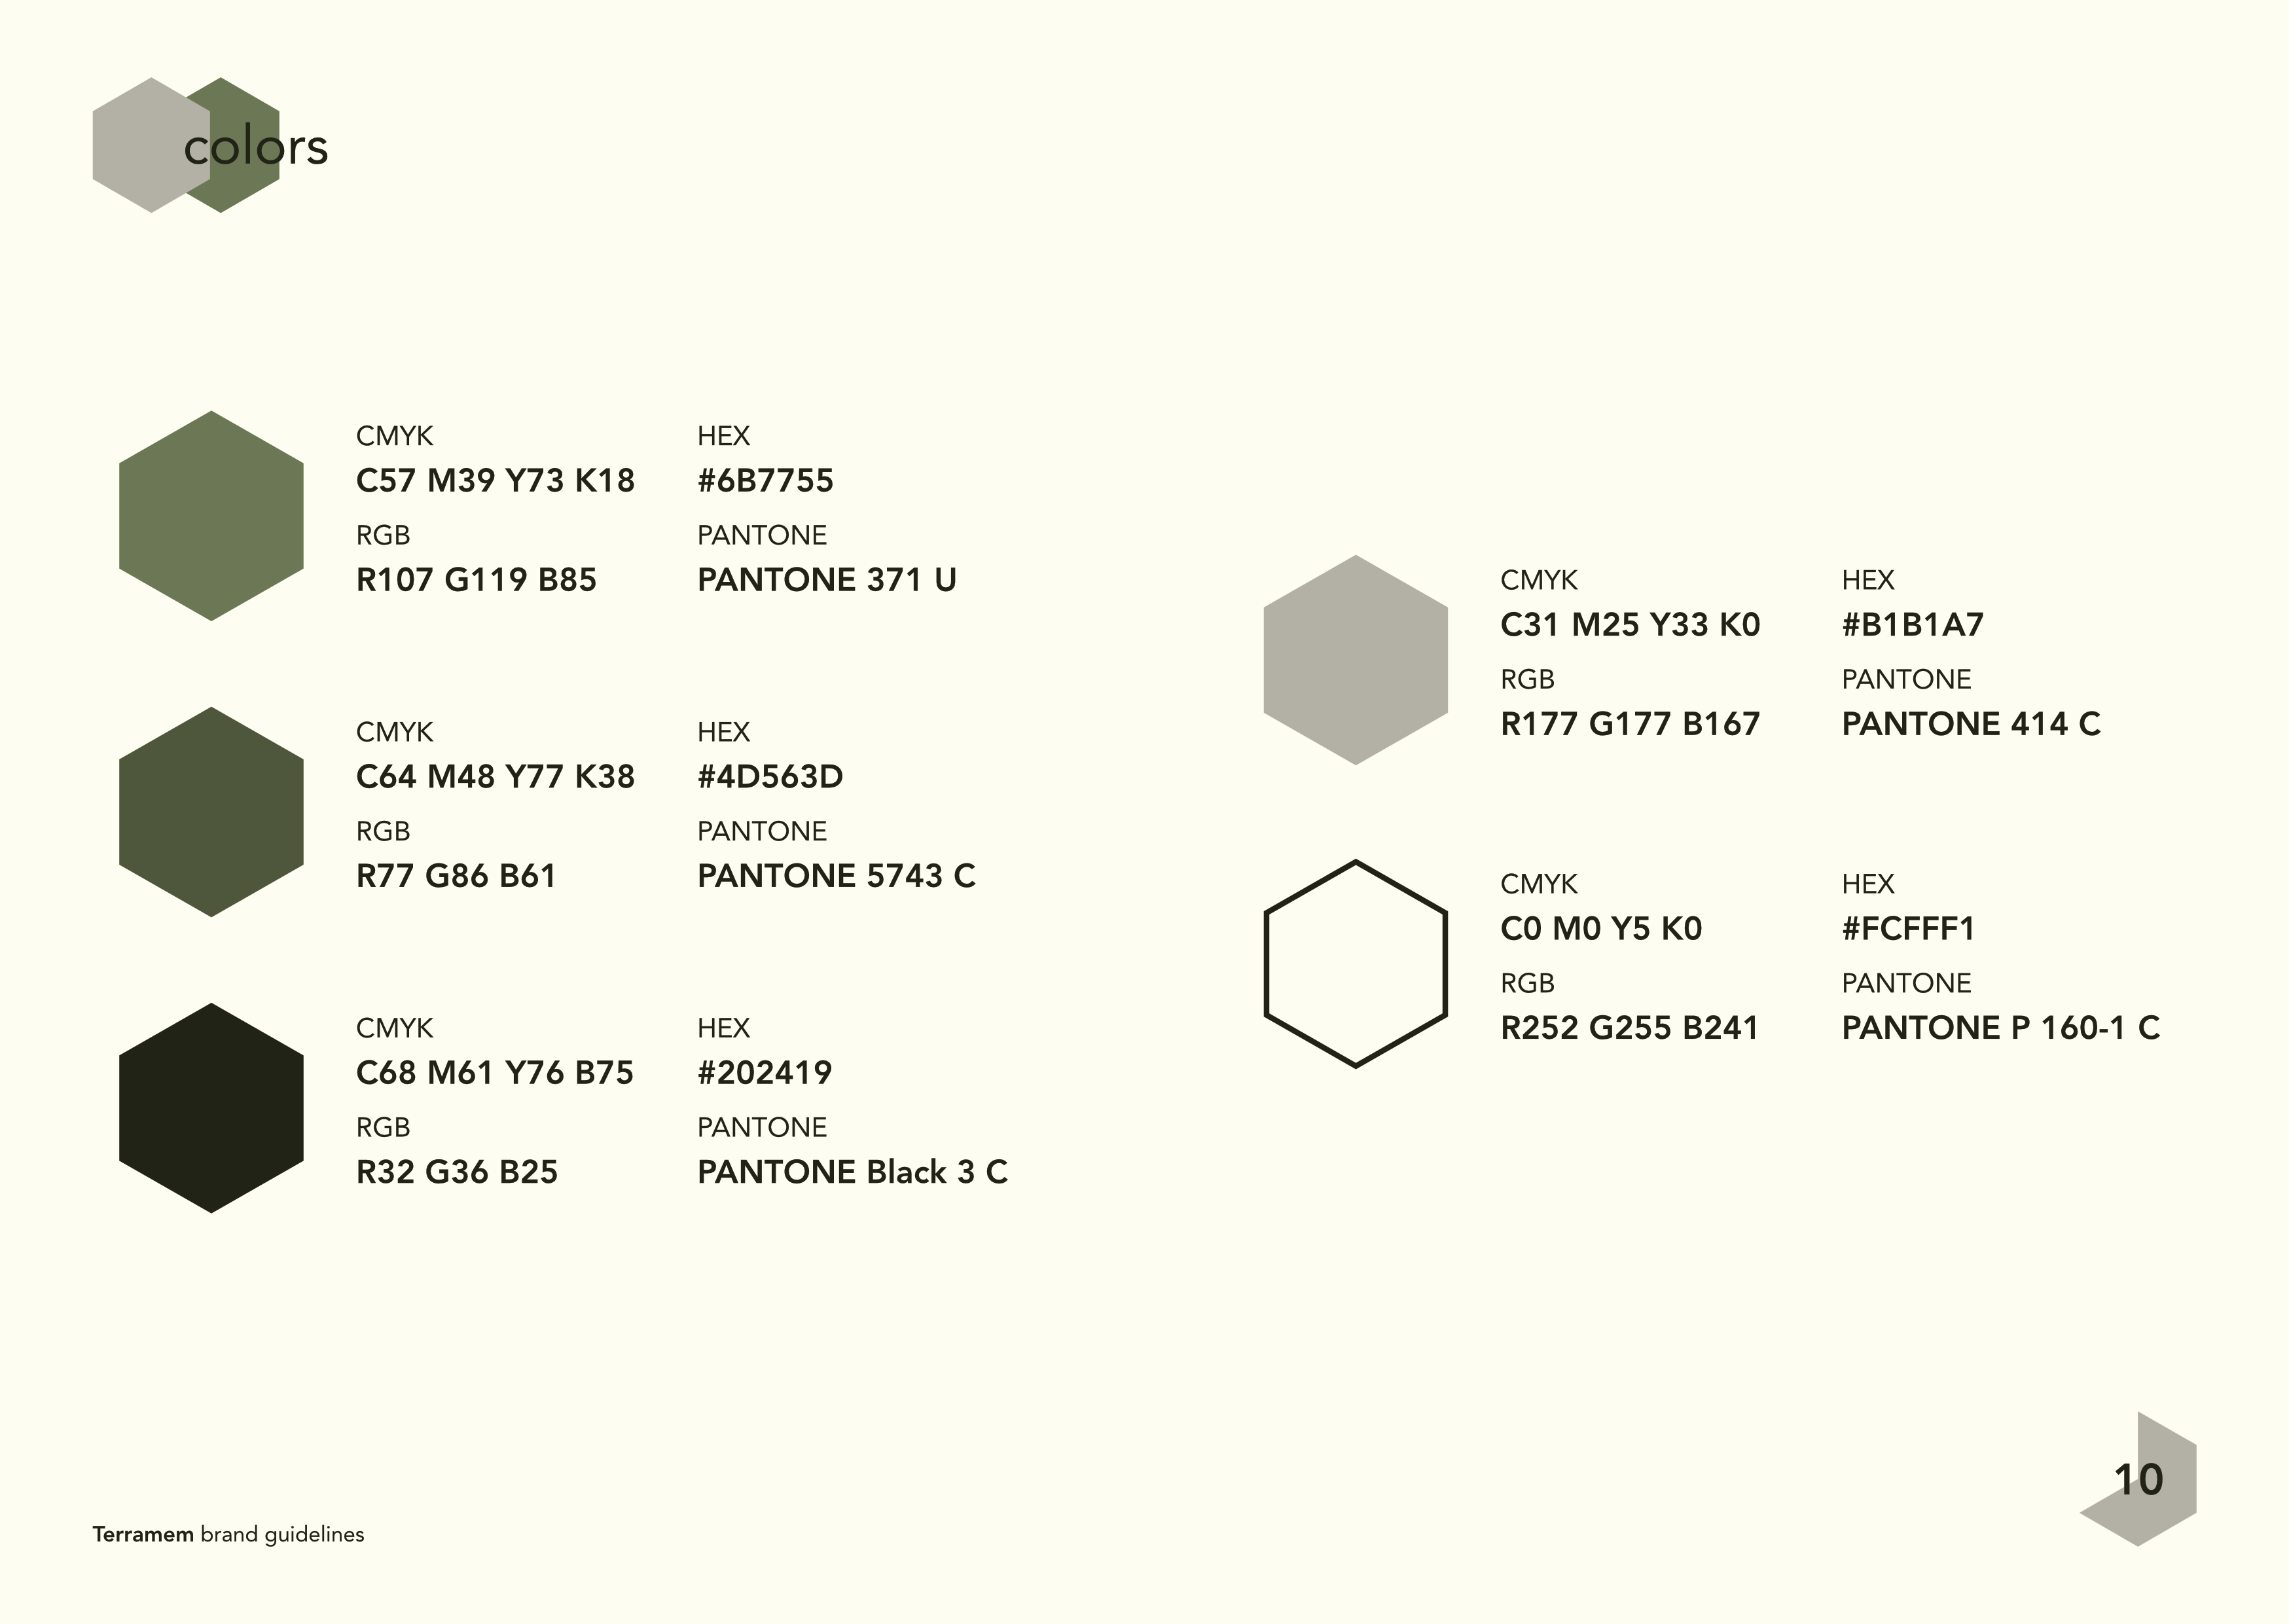 colors
CMYK
C57 M39 Y73 K18
RGB
R107 G119 B85
HEX
#6B7755
PANTONE
PANTONE 371 U
CMYK
C64 M48 Y77 K38
RGB
R77 G86 B61
HEX
#4D563D
PANTONE
PANTONE 5743 C
CMYK
C68 M61 Y76 B75
RGB
R32 G36 B25
HEX
#202419
PANTONE
PANTONE Black 3 C
CMYK
C31 M25 Y33 K0
RGB
R177 G177 B167
HEX
#B1B1A7
PANTONE
PANTONE 414 C
CMYK
C0 M0 Y5 K0
RGB
R252 G255 B241
HEX
#FCFFF1
PANTONE
PANTONE P 160-1 C
Terramem brand guidelines
10